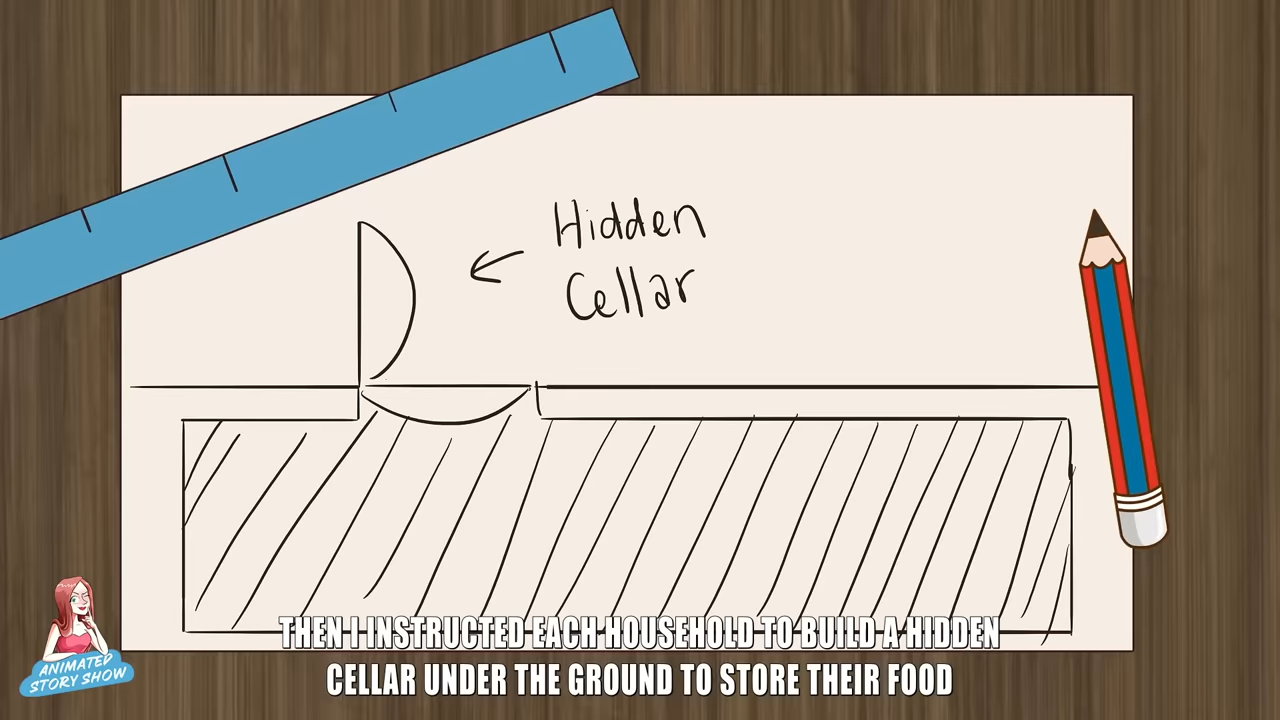 Hidden
Cellar
THEN I INSTRUCTED EACH HOUSEHOLD TO BUILD A HIDDEN
CELLAR UNDER THE GROUND TO STORE THEIR FOOD
ANIMATED
STORY SHOW